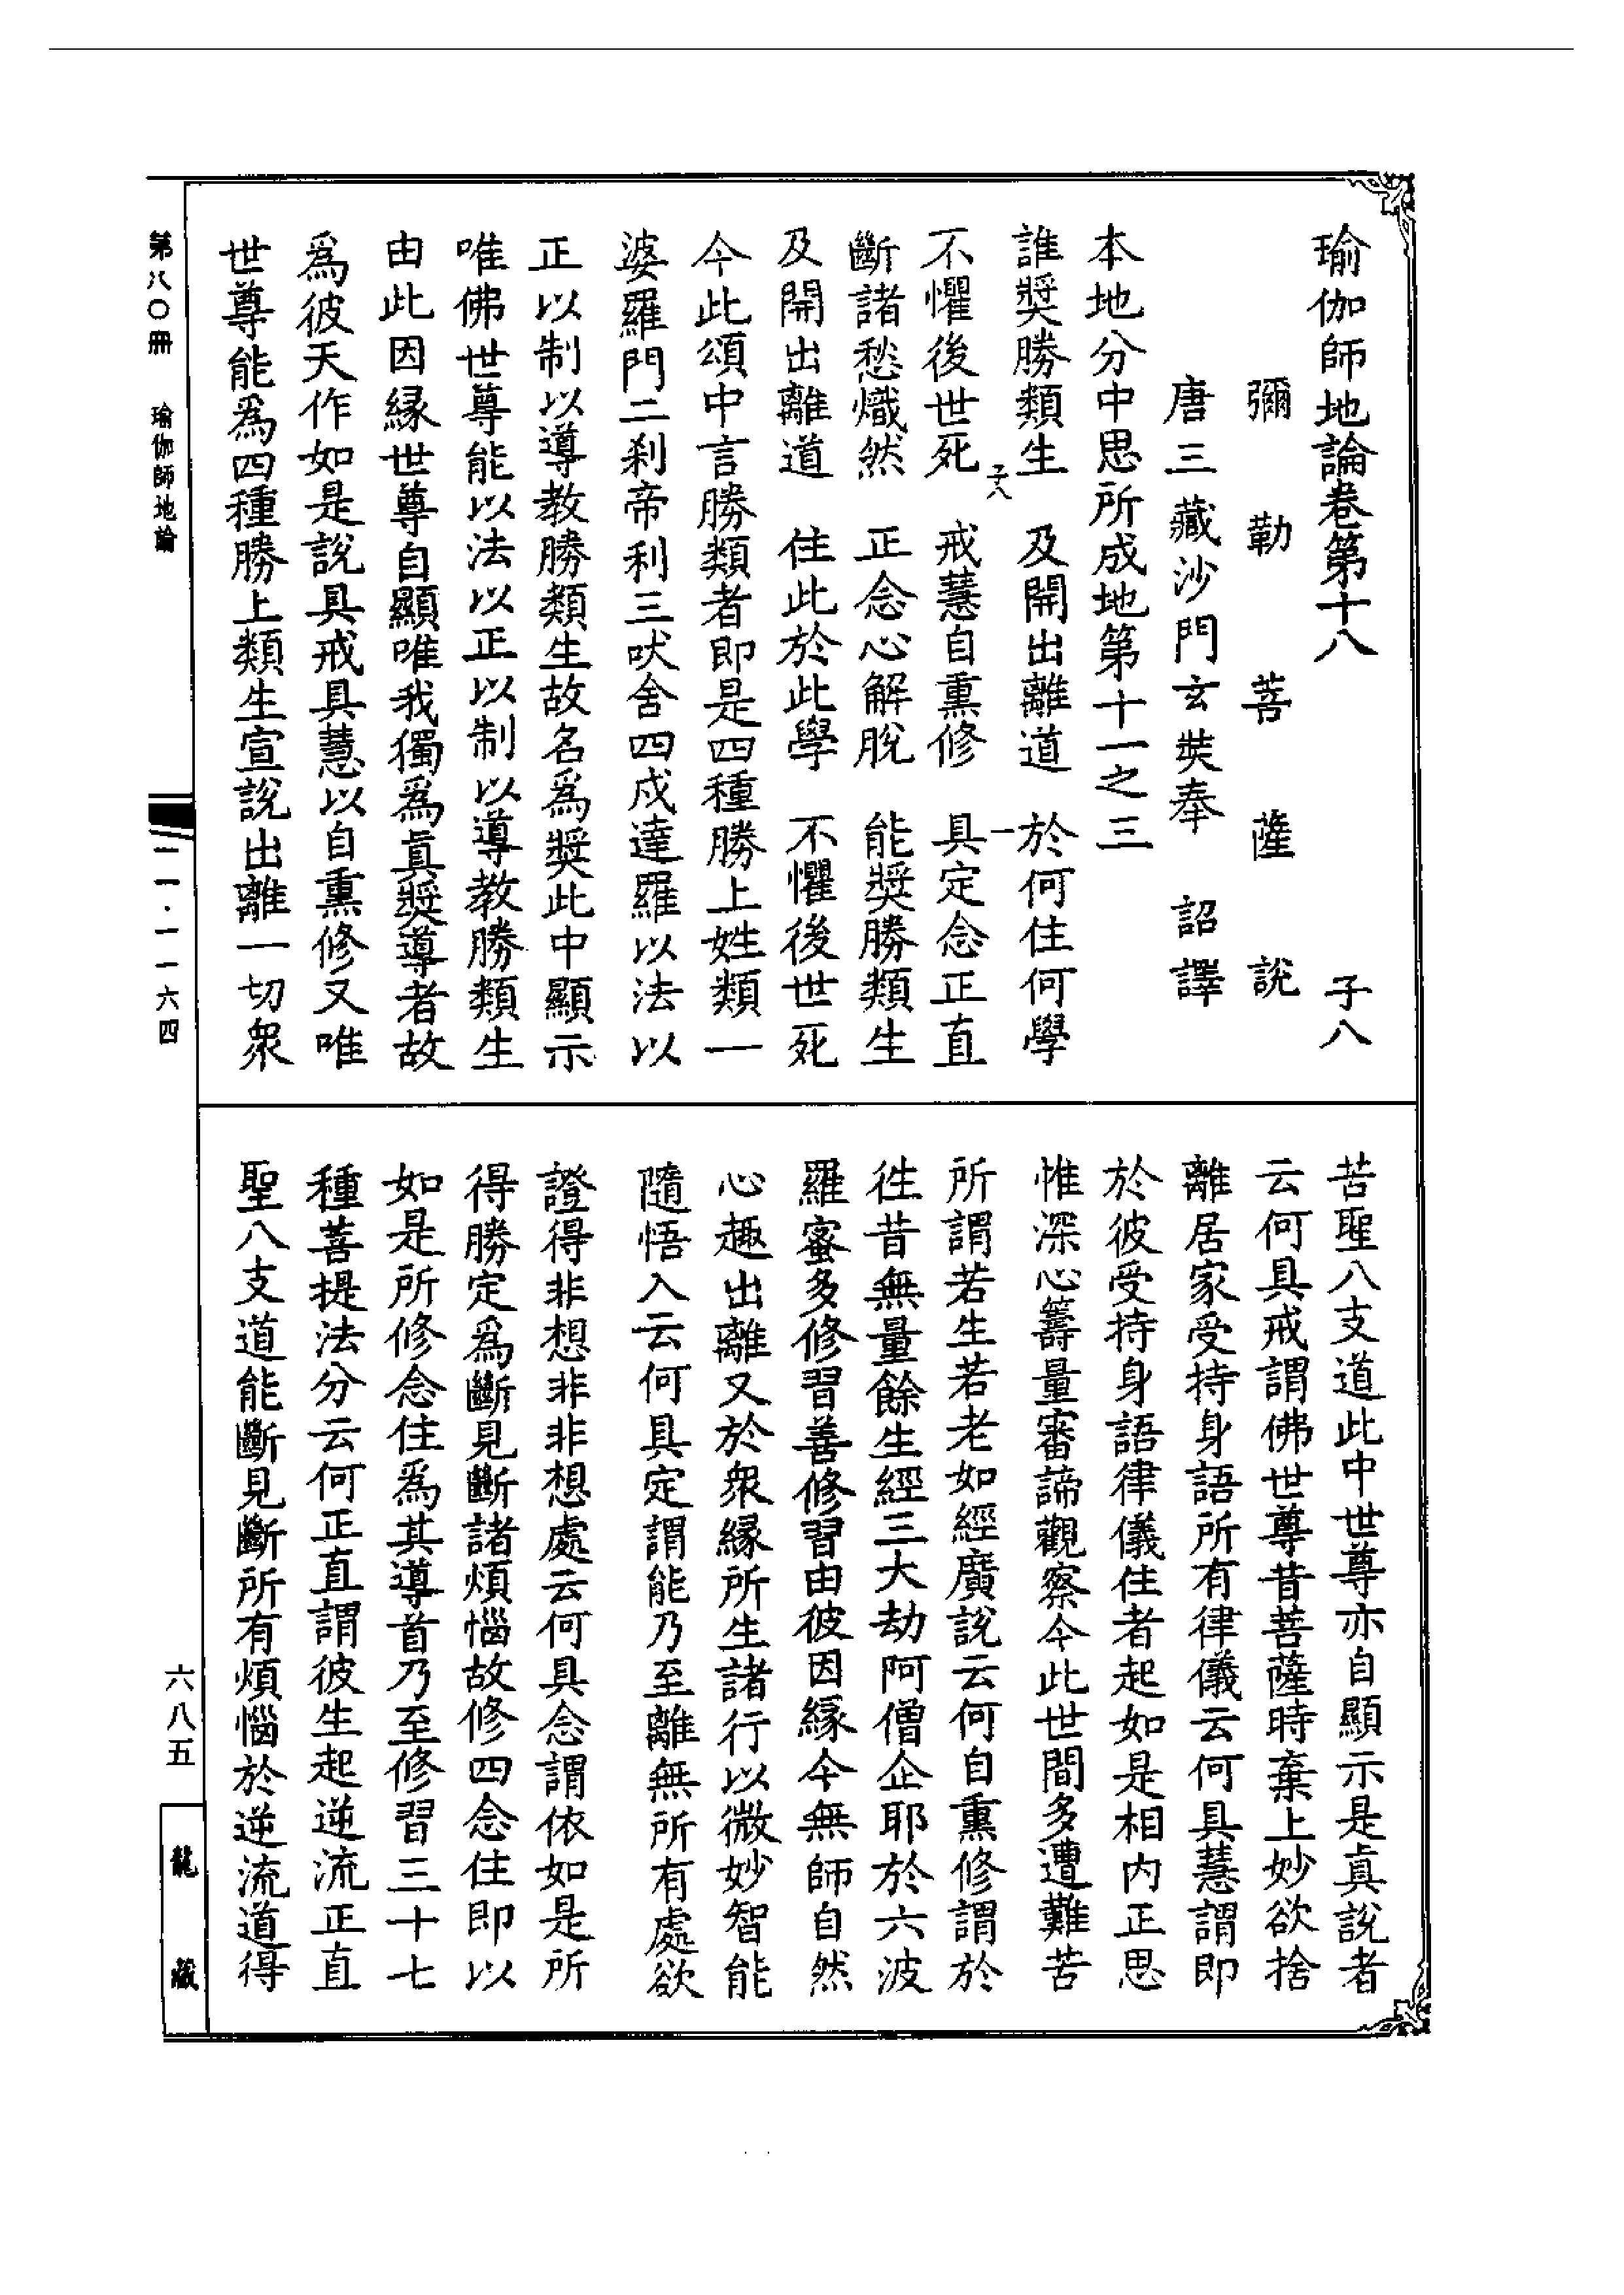 瑜伽師地論卷第十八　子八
彌勒菩薩說
唐三藏沙門玄奘奉　詔譯
本地分中思所成地第十一之三
誰獎勝類生　及開出離道　於何住何學
不懼後世死　戒慧自熏修　具定念正直
斷諸愁熾然　正念心解脫　能獎勝類生
及開出離道　住此於此學　不懼後世死
今此頌中言勝類者即是四種勝上姓類一
婆羅門二刹帝利三吠舍四戍達羅以法以
正以制以導教勝類生故名為獎此中顯示
唯佛世尊能以法以正以制以導教勝類生
由此因緣世尊自顯唯我獨為真獎導者故
為彼天作如是說具戒具慧以自熏修又唯
世尊能為四種勝上類生宣說出離一切衆
子八
一
苦聖八支道此中世尊亦自顯示是真說者
云何具戒謂佛世尊昔菩薩時棄上妙欲捨
離居家受持身語所有律儀云何具慧謂即
於彼受持身語律儀住者起如是相內正思
惟深心籌量審諦觀察今此世間多遭難苦
所謂若生若老如經廣說云何自熏修謂於
徃昔無量餘生經三大劫阿僧企耶於六波
羅蜜多修習善修習由彼因緣今無師自然
心趣出離又於衆緣所生諸行以微妙智能
隨悟入云何具定謂能乃至離無所有處欲
證得非想非非想處云何具念謂依如是所
得勝定為斷見斷諸煩惱故修四念住即以
如是所修念住為其導首乃至修習三十七
種菩提法分云何正直謂彼生起逆流正直
聖八支道能斷見斷所有煩惱於逆流道得
第八〇冊　瑜伽師地論
一一·一一六四
六八五
龍藏